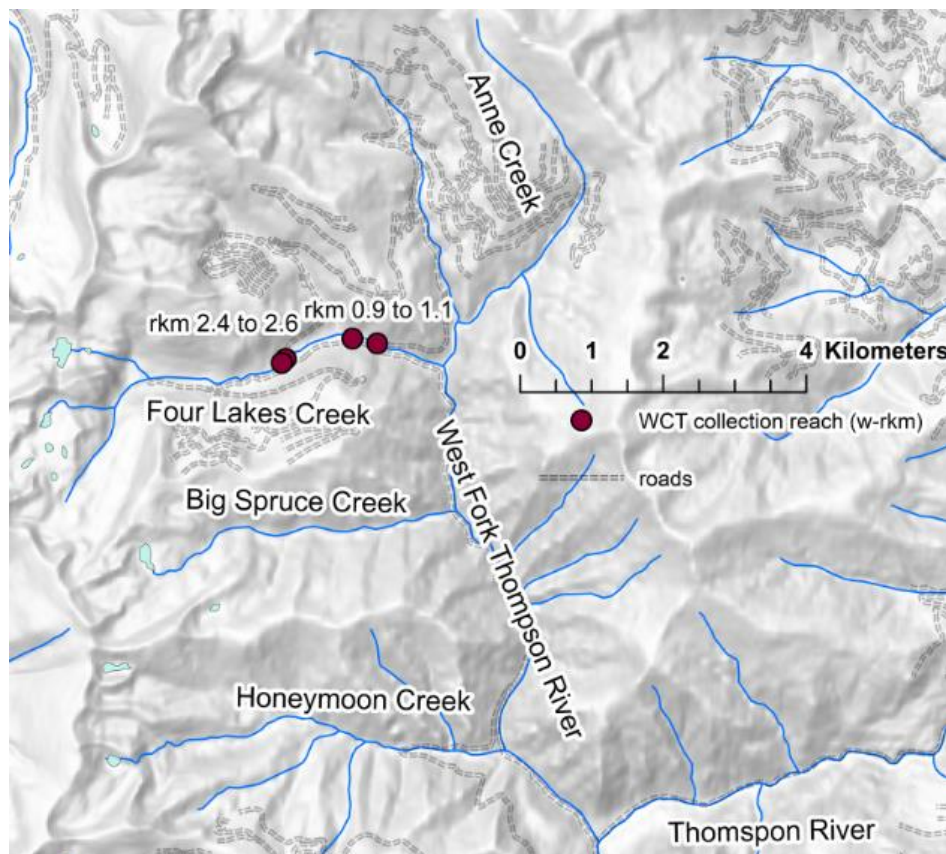 Anne Creek
rkm 2.4 to 2.6
rkm 0.9 to 1.1
0 1 2 4 Kilometers
Four Lakes Creek
WCT collection reach (w-rkm)
West Fork Thompson River
roads
Big Spruce Creek
Honeymoon Creek
Thomspon River